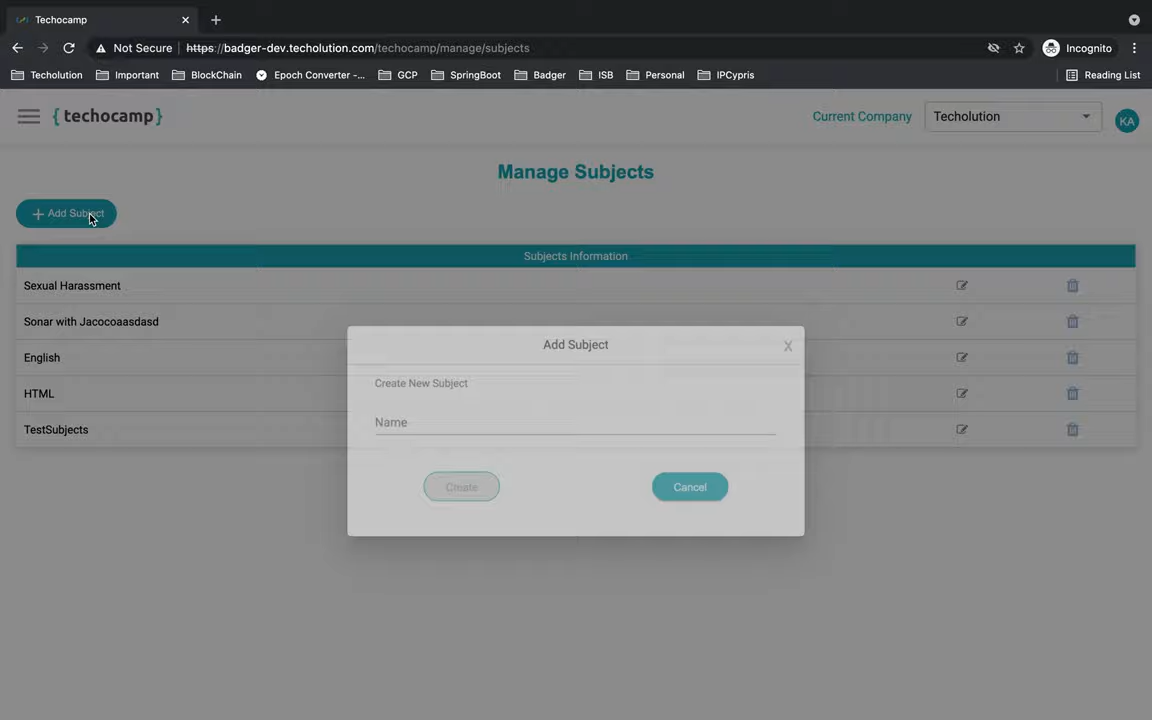 Techocamp
Not Secure | https://badger-dev.techolution.com/techocamp/manage/subjects
Incognito
Techolution
Important
BlockChain
Epoch Converter -...
GCP
SpringBoot
Badger
ISB
Personal
IPCypris
Reading List
{techocamp}
Current Company
Techolution
KA
Manage Subjects
+ Add Subject
Subjects Information
Sexual Harassment
Sonar with Jacocoaasdasd
English
HTML
TestSubjects
Add Subject
X
Create New Subject
Name
Create
Cancel